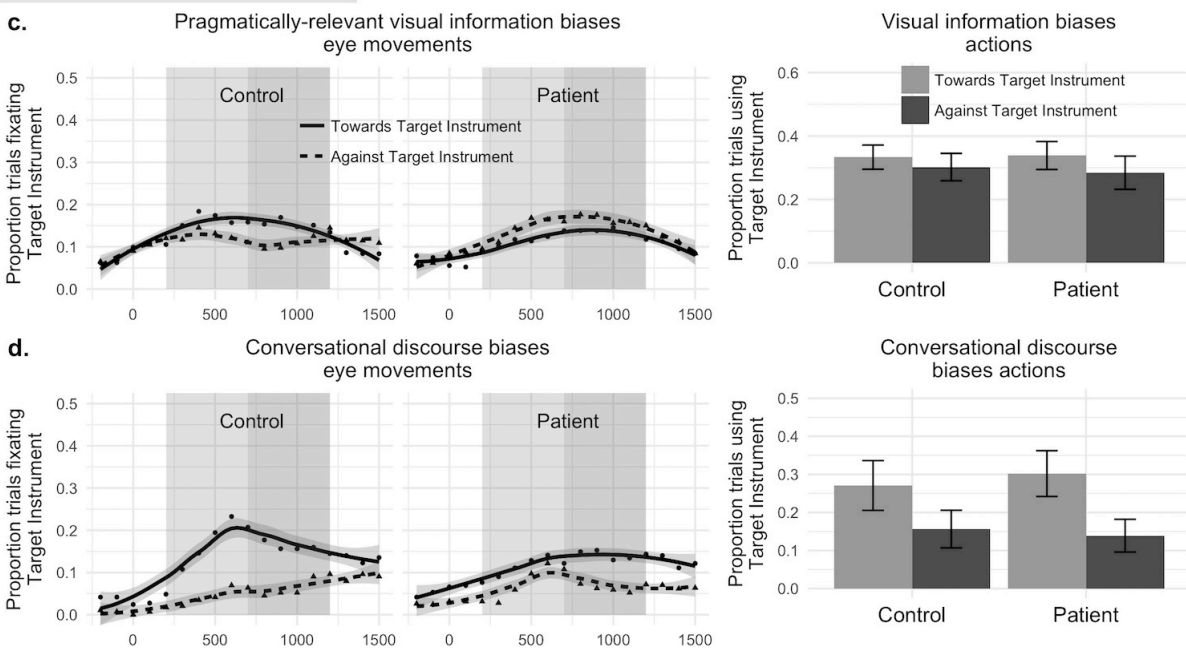 c.
Pragmatically-relevant visual information biases
eye movements
Proportion trials fixating
Target Instrument
0.5
0.4
0.3
0.2
0.1
0.0
Control
Patient
Towards Target Instrument
Against Target Instrument
0 500 1000 1500
0 500 1000 1500
Visual information biases
actions
Proportion trials using
Target Instrument
0.6
0.4
0.2
0.0
Towards Target Instrument
Against Target Instrument
Control Patient
d.
Conversational discourse biases
eye movements
Proportion trials fixating
Target Instrument
0.5
0.4
0.3
0.2
0.1
0.0
Control
Patient
0 500 1000 1500
0 500 1000 1500
Conversational discourse
biases actions
Proportion trials using
Target Instrument
0.5
0.4
0.3
0.2
0.1
0.0
Control Patient